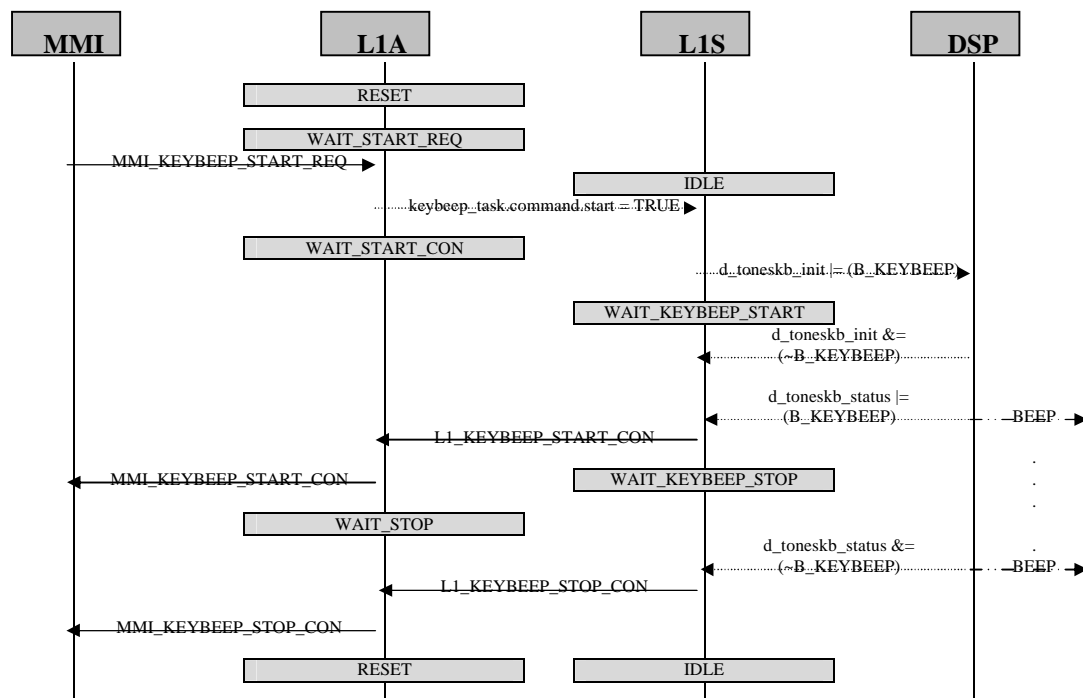 MMI
L1A
L1S
DSP
RESET
WAIT_START_REQ
MMI_KEYBEEP_START_REQ
IDLE
keybeep_task.command.start = TRUE
WAIT_START_CON
d_toneskb_init |= (B_KEYBEEP)
WAIT_KEYBEEP_START
d_toneskb_init &=
(~B_KEYBEEP)
d_toneskb_status |=
(B_KEYBEEP)
BEEP
L1_KEYBEEP_START_CON
.
MMI_KEYBEEP_START_CON
WAIT_KEYBEEP_STOP
.
.
WAIT_STOP
d_toneskb_status &=
.
(~B_KEYBEEP)
BEEP
L1_KEYBEEP_STOP_CON
MMI_KEYBEEP_STOP_CON
RESET
IDLE